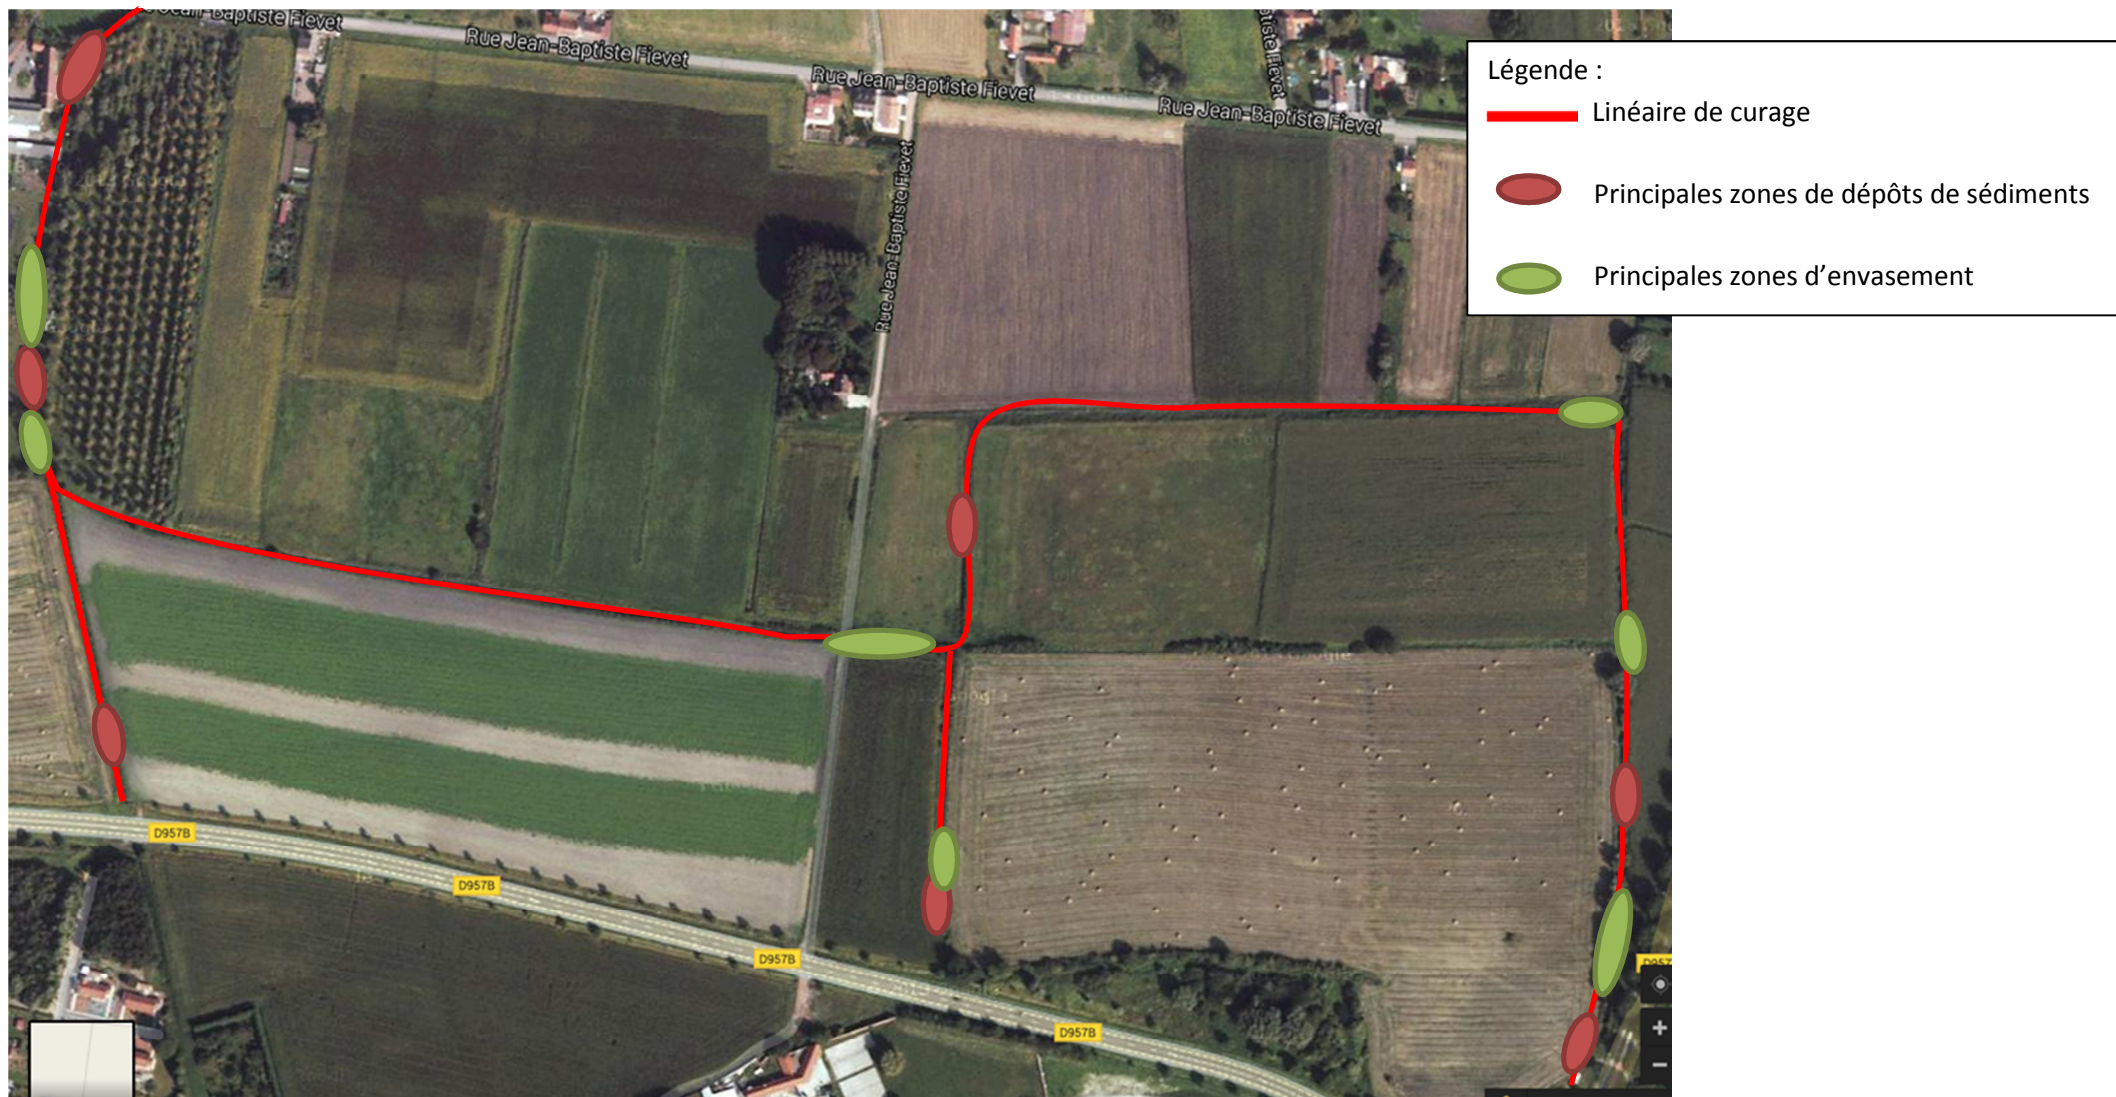 Jean-Baptiste Fievet
Rue Jean-Baptiste Fievet
Rue Jean-Baptiste Fievet
Rue Jean-Baptiste Fievet
Rue Jean-Baptiste Fievet
Légende :
Linéaire de curage
Principales zones de dépôts de sédiments
Principales zones d’envasement
D957B
D957B
D957B
D957B